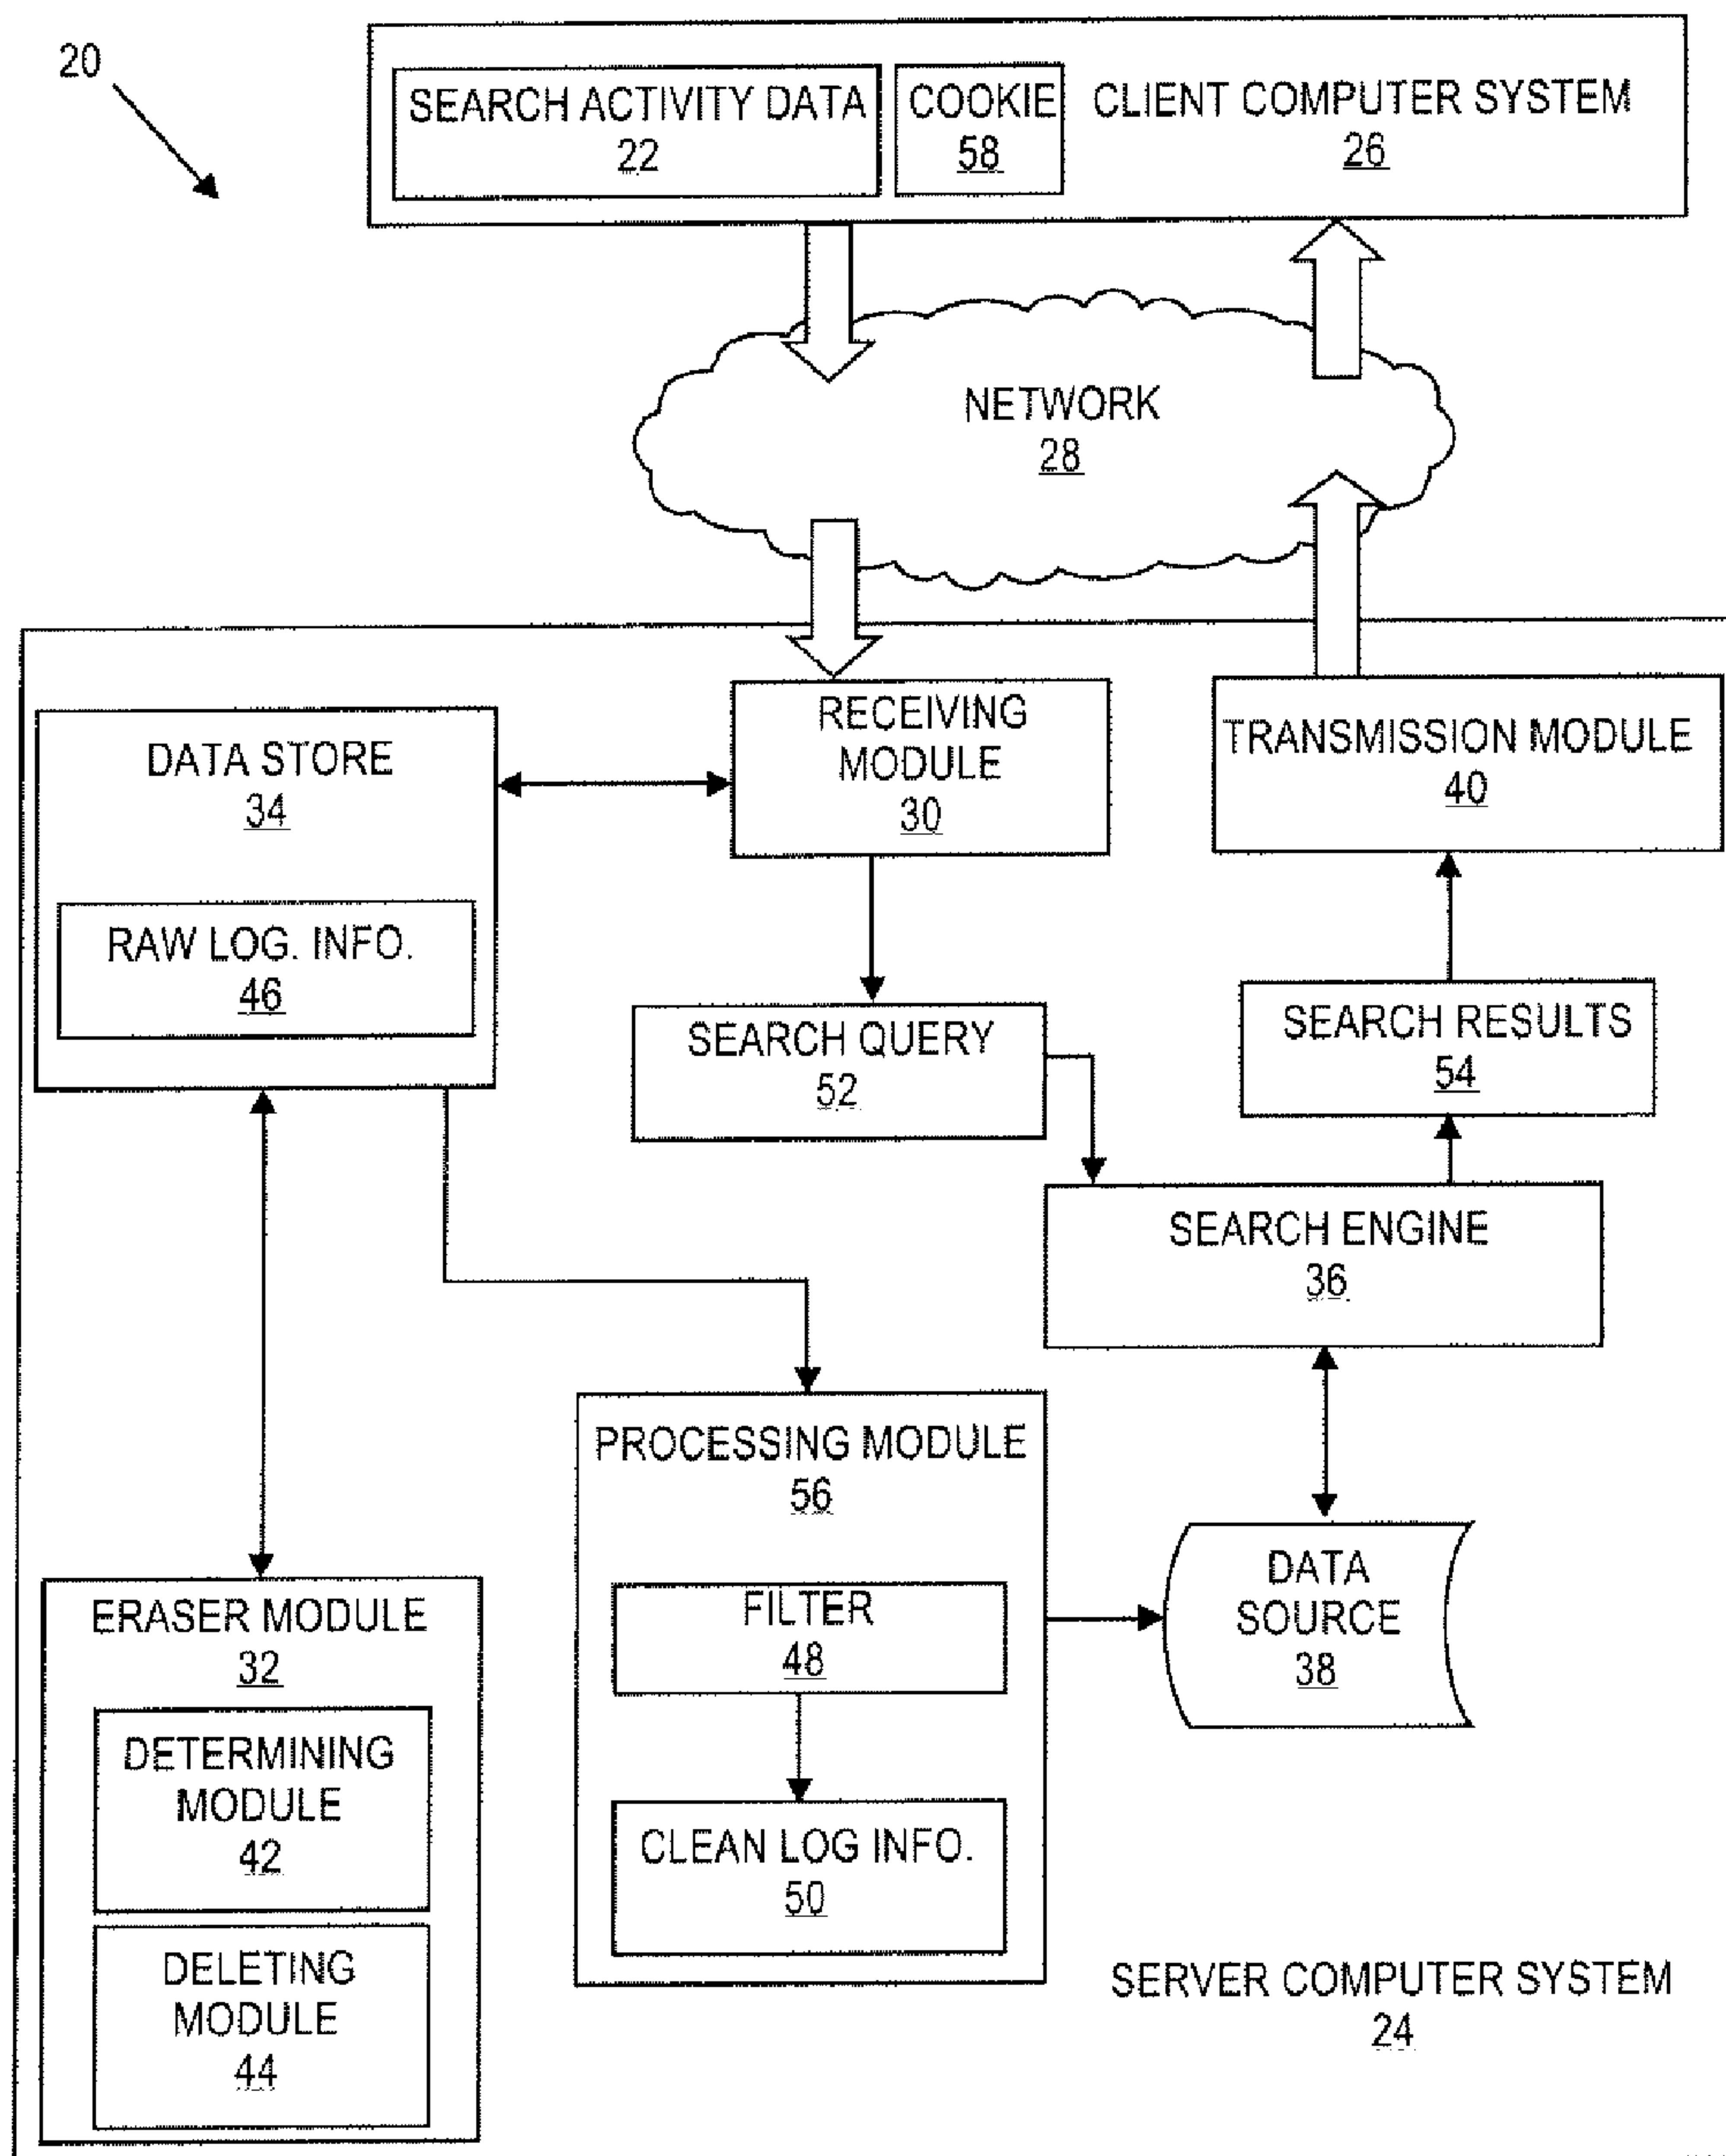 20
SEARCH ACTIVITY DATA
22
COOKIE
58
CLIENT COMPUTER SYSTEM
26
NETWORK
28
DATA STORE
34
RAW LOG. INFO.
46
RECEIVING
MODULE
30
TRANSMISSION MODULE
40
SEARCH QUERY
52
SEARCH RESULTS
54
SEARCH ENGINE
36
PROCESSING MODULE
56
FILTER
48
CLEAN LOG INFO.
50
DATA
SOURCE
38
ERASER MODULE
32
DETERMINING
MODULE
42
DELETING
MODULE
44
SERVER COMPUTER SYSTEM
24